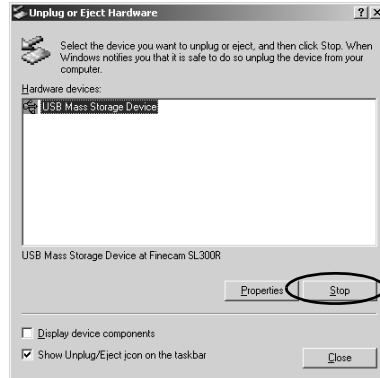 Unplug or Eject Hardware
Select the device you want to unplug or eject, and then click Stop. When
Windows notifies you that it is safe to do so unplug the device from your
computer.
Hardware devices:
USB Mass Storage Device
USB Mass Storage Device at Finecam SL300R
Properties
Stop
Display device components
Show Unplug/Eject icon on the taskbar
Close